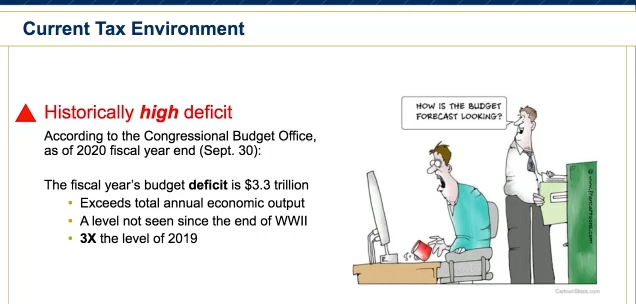 Current Tax Environment
Historically high deficit
According to the Congressional Budget Office,
as of 2020 fiscal year end (Sept. 30):
The fiscal year's budget deficit is $3.3 trillion
Exceeds total annual economic output
A level not seen since the end of WWII
3X the level of 2019
HOW IS THE BUDGET
FORECAST LOOKING?
CartoonStock.com